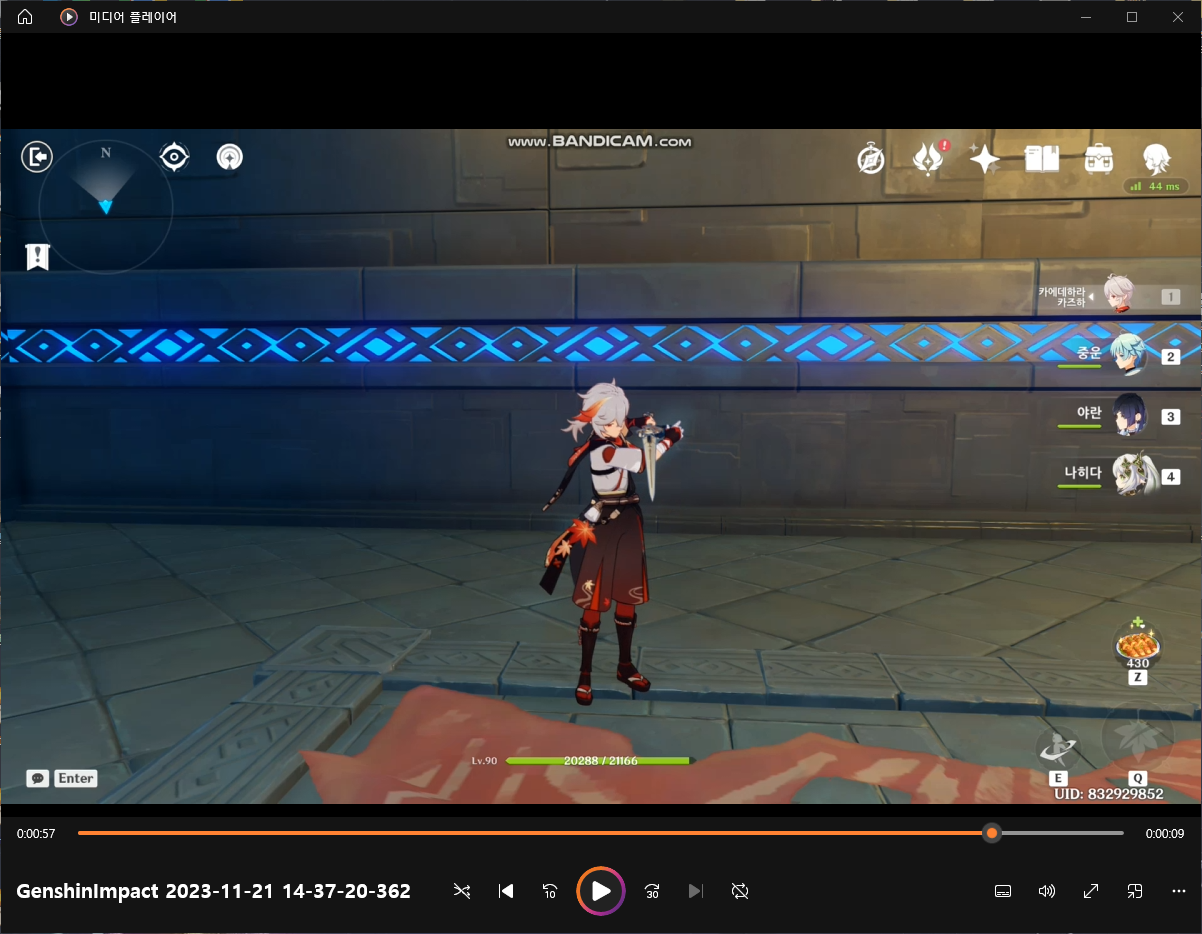 미디어 플레이어
N
www.BANDICAM.com
!
44 ms
카에데하라
카즈하
1
중운
2
야란
3
나히다
4
430
Z
Lv.90
20288 / 21166
Enter
E
Q
UID: 832929852
0:00:57
0:00:09
GenshinImpact 2023-11-21 14-37-20-362
10
30